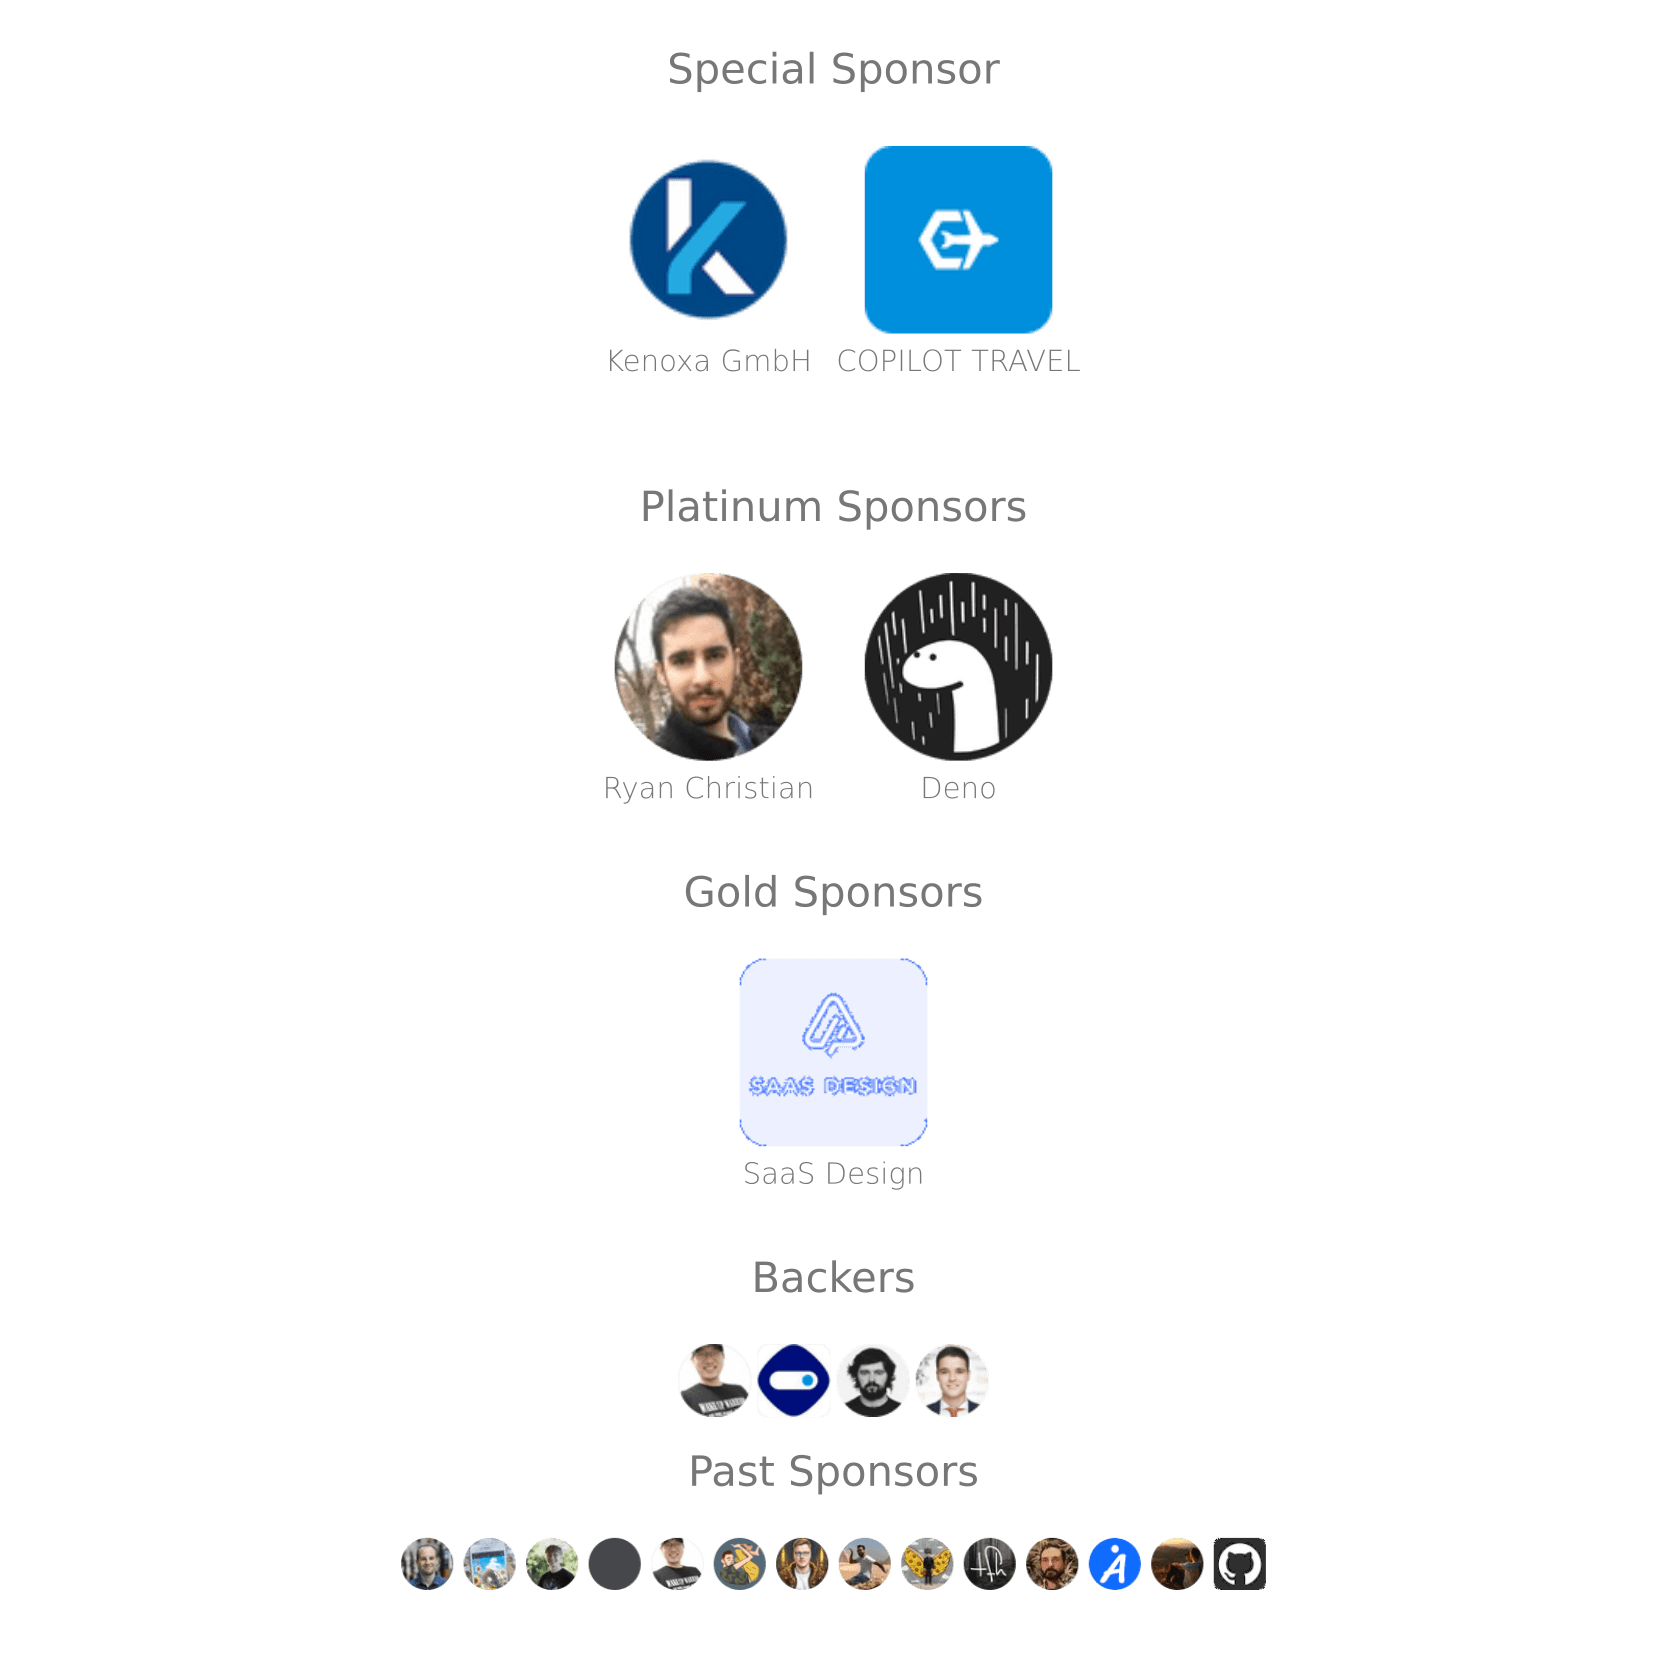 Special Sponsor
Kenoxa GmbH COPILOT TRAVEL
Platinum Sponsors
Ryan Christian Deno
Gold Sponsors
SAAS DESIGN
SaaS Design
Backers
Past Sponsors